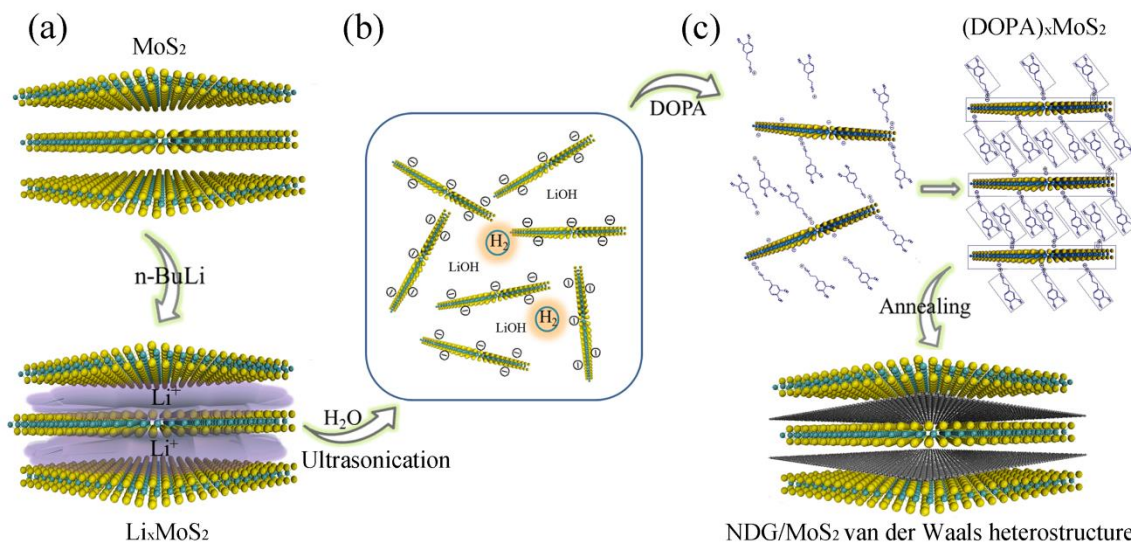 (a)
MoS₂
n-BuLi
Li⁺
Li⁺
LiₓMoS₂
H₂O
Ultrasonication
(b)
LiOH
H₂
LiOH
LiOH
H₂
DOPA
(c)
(DOPA)ₓMoS₂
Annealing
NDG/MoS₂ van der Waals heterostructure